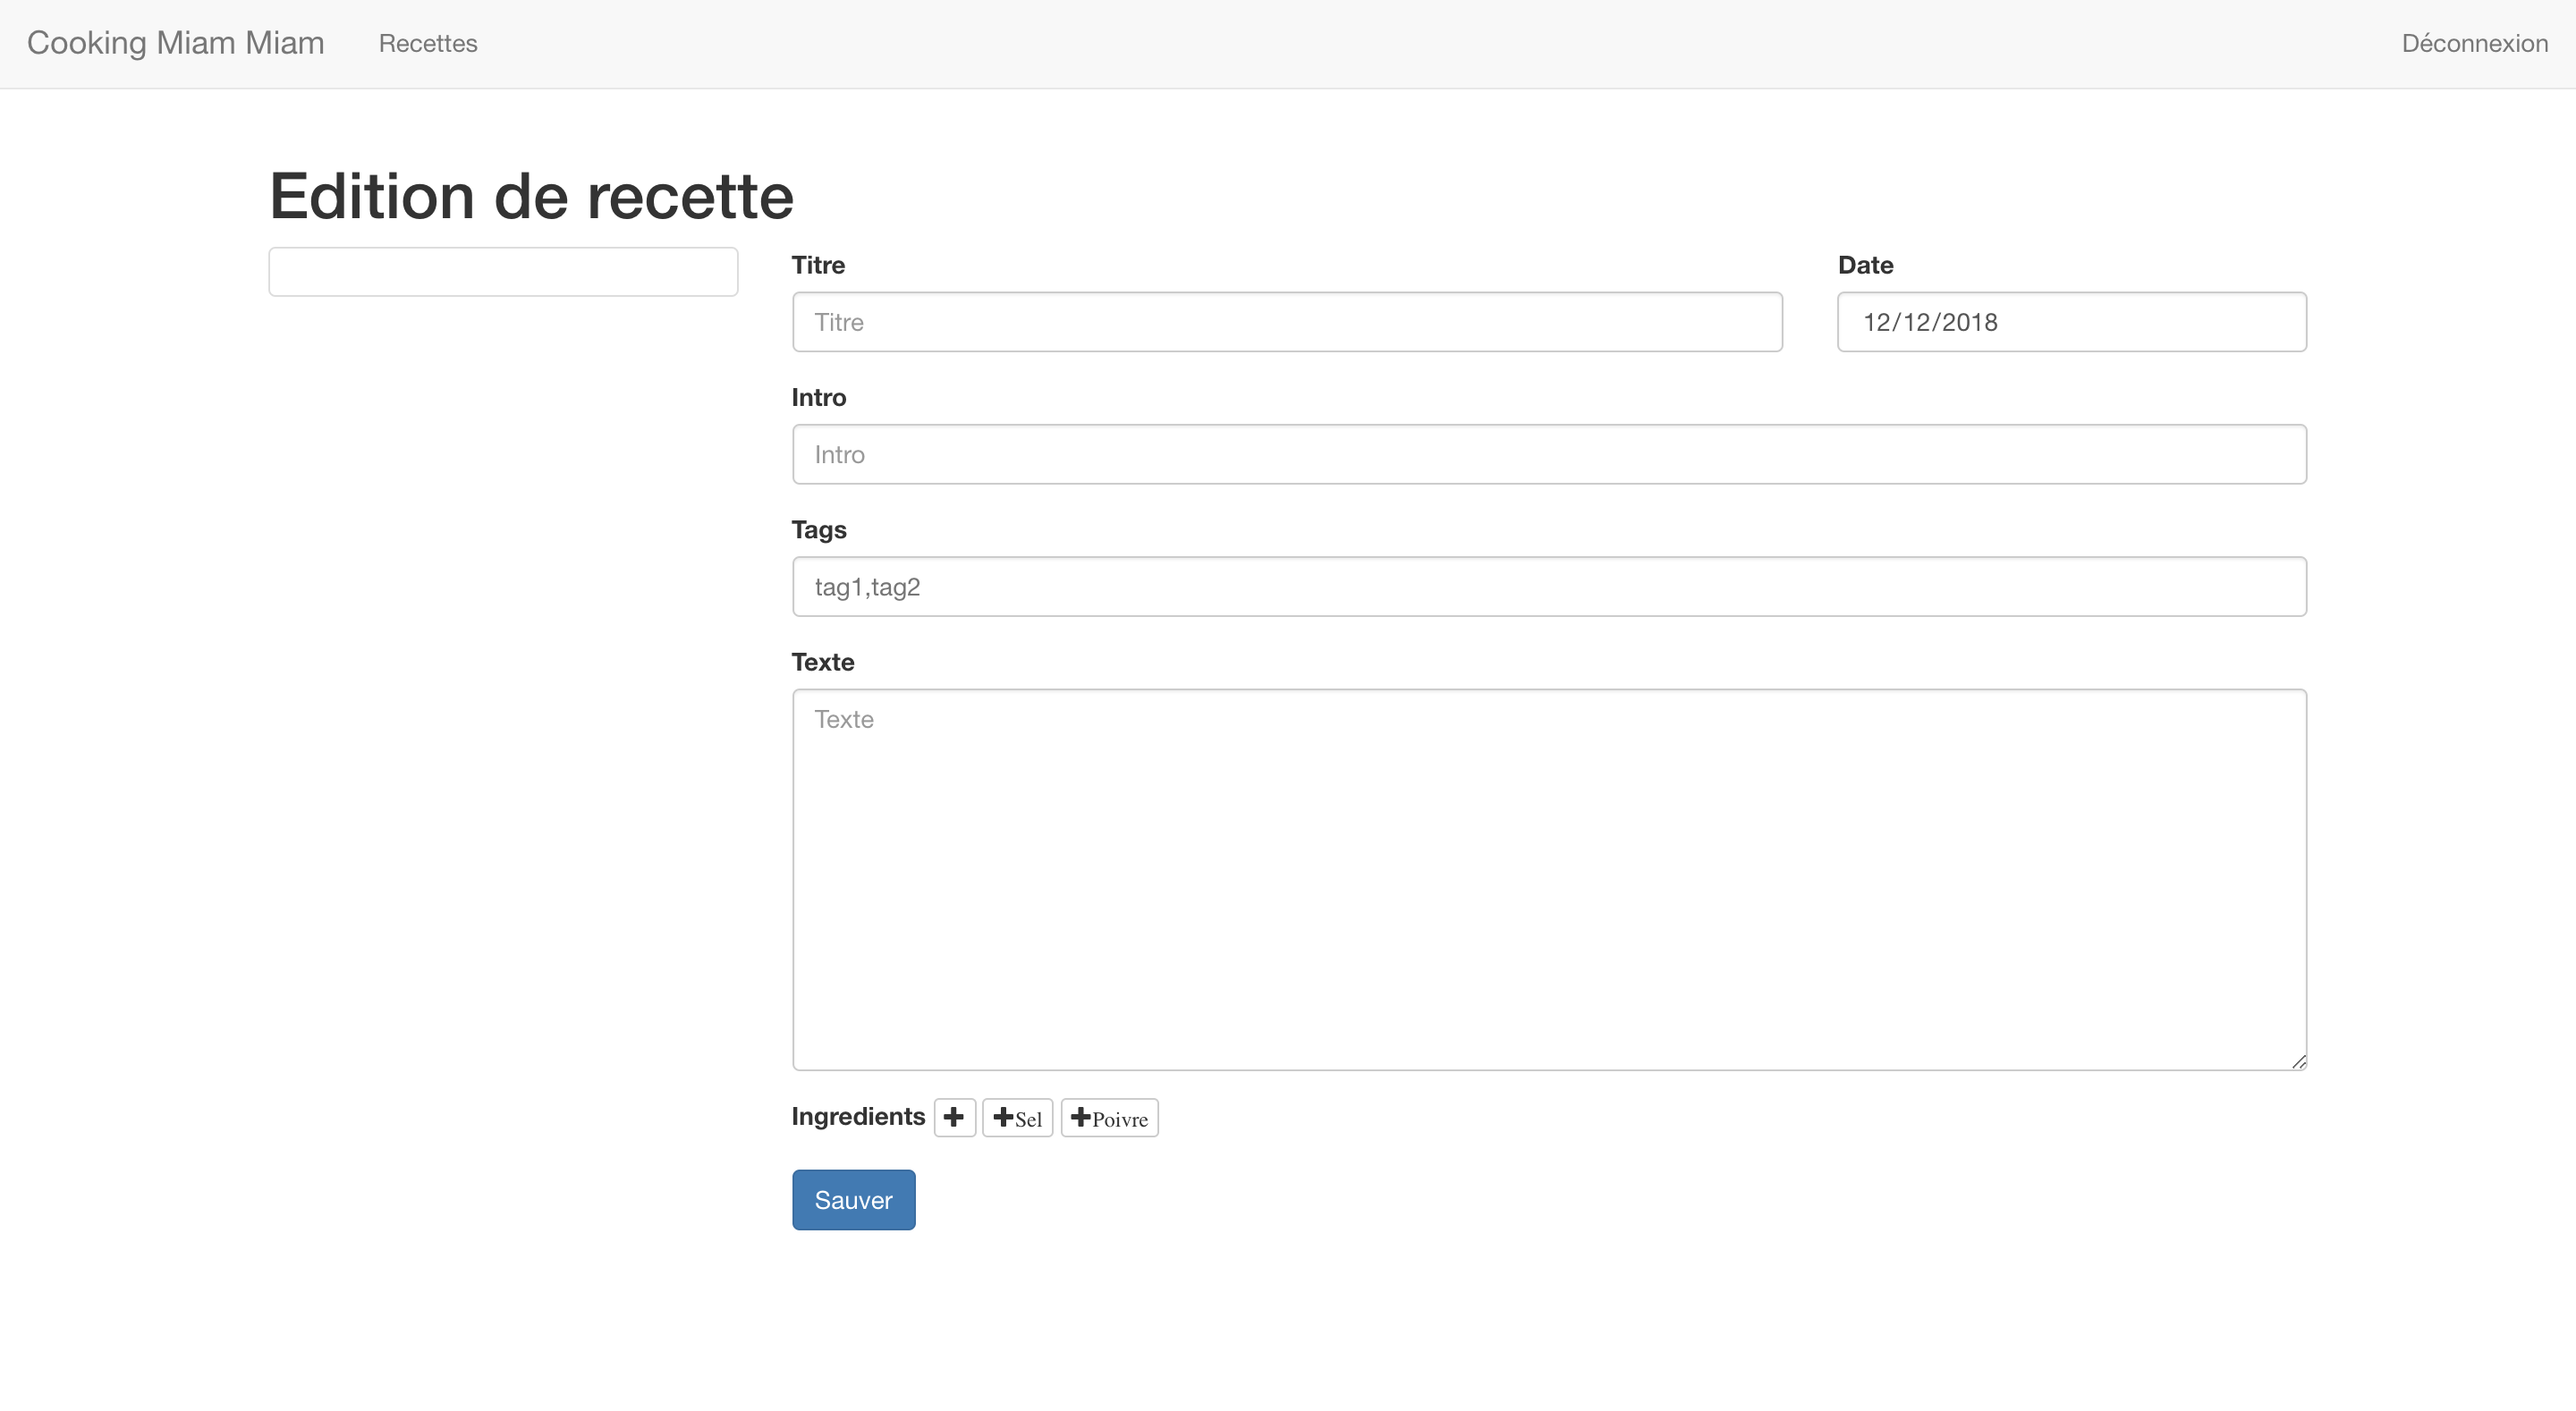 Cooking Miam Miam Recettes Déconnexion
Edition de recette
Titre Date
Titre 12/12/2018
Intro
Intro
Tags
tag1,tag2
Texte
Texte
Ingredients Sel Poivre
Sauver